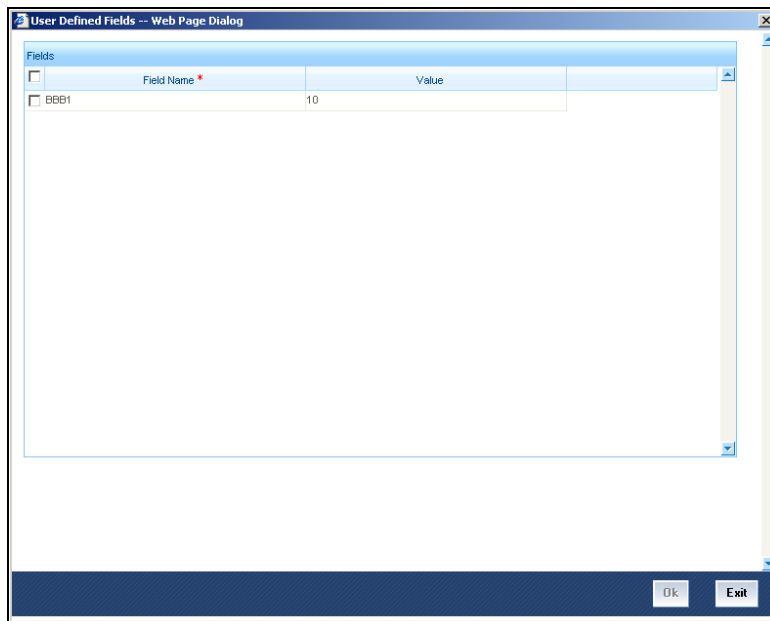 User Defined Fields -- Web Page Dialog
Fields
Field Name * Value
BBB1 10
Ok Exit